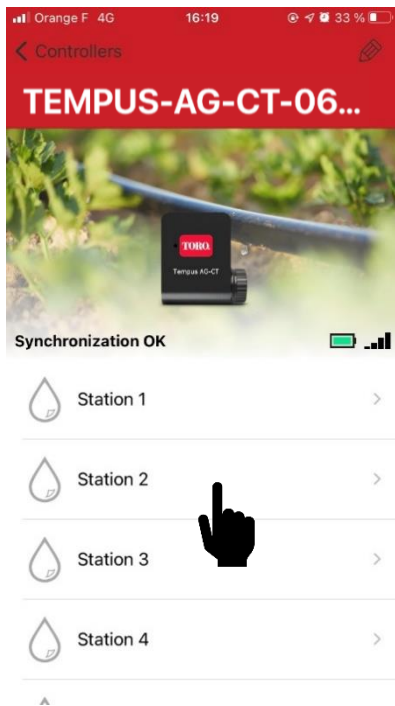 Orange F 4G 16:19 33 %
Controllers
TEMPUS-AG-CT-06...
TORO
Tempus AG-CT
Synchronization OK
Station 1
Station 2
Station 3
Station 4